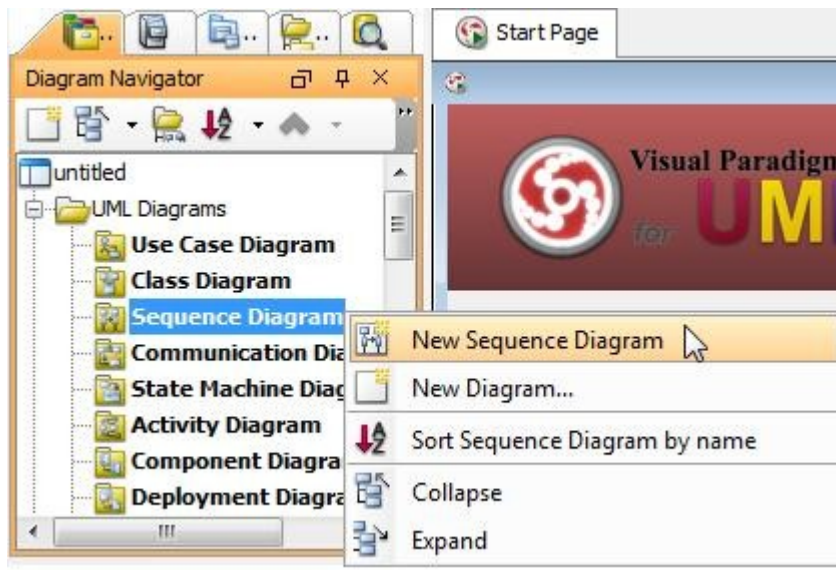 Start Page
Diagram Navigator
Visual Paradigm
for UM
untitled
UML Diagrams
Use Case Diagram
Class Diagram
Sequence Diagram
Communication Dia
State Machine Diag
Activity Diagram
Component Diagra
Deployment Diagra
New Sequence Diagram
New Diagram...
Sort Sequence Diagram by name
Collapse
Expand